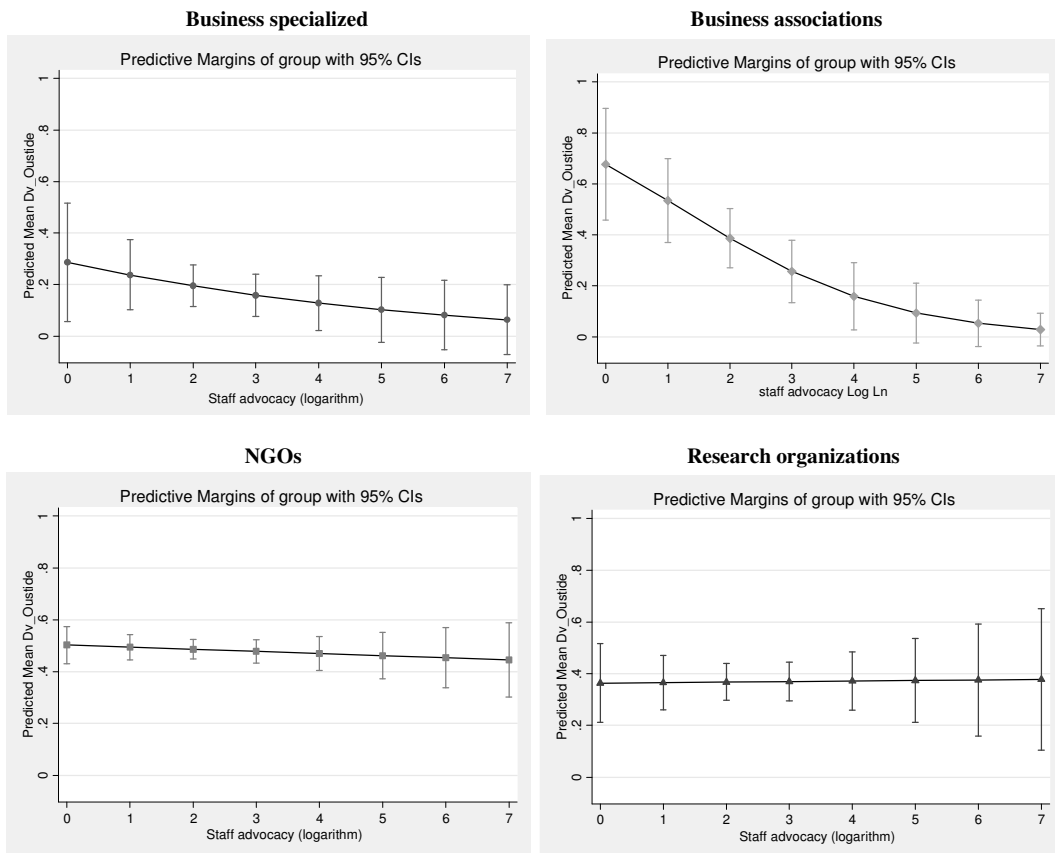 Business specialized
Predictive Margins of group with 95% CIs
Predicted Mean Dv_Oustide
1
.8
.6
.4
.2
0
0 1 2 3 4 5 6 7
Staff advocacy (logarithm)
Business associations
Predictive Margins of group with 95% CIs
Predicted Mean Dv_Oustide
1
.8
.6
.4
.2
0
0 1 2 3 4 5 6 7
staff advocacy Log Ln
NGOs
Predictive Margins of group with 95% CIs
Predicted Mean Dv_Oustide
1
.8
.6
.4
.2
0
0 1 2 3 4 5 6 7
Staff advocacy (logarithm)
Research organizations
Predictive Margins of group with 95% CIs
Predicted Mean Dv_Oustide
1
.8
.6
.4
.2
0
0 1 2 3 4 5 6 7
Staff advocacy (logarithm)